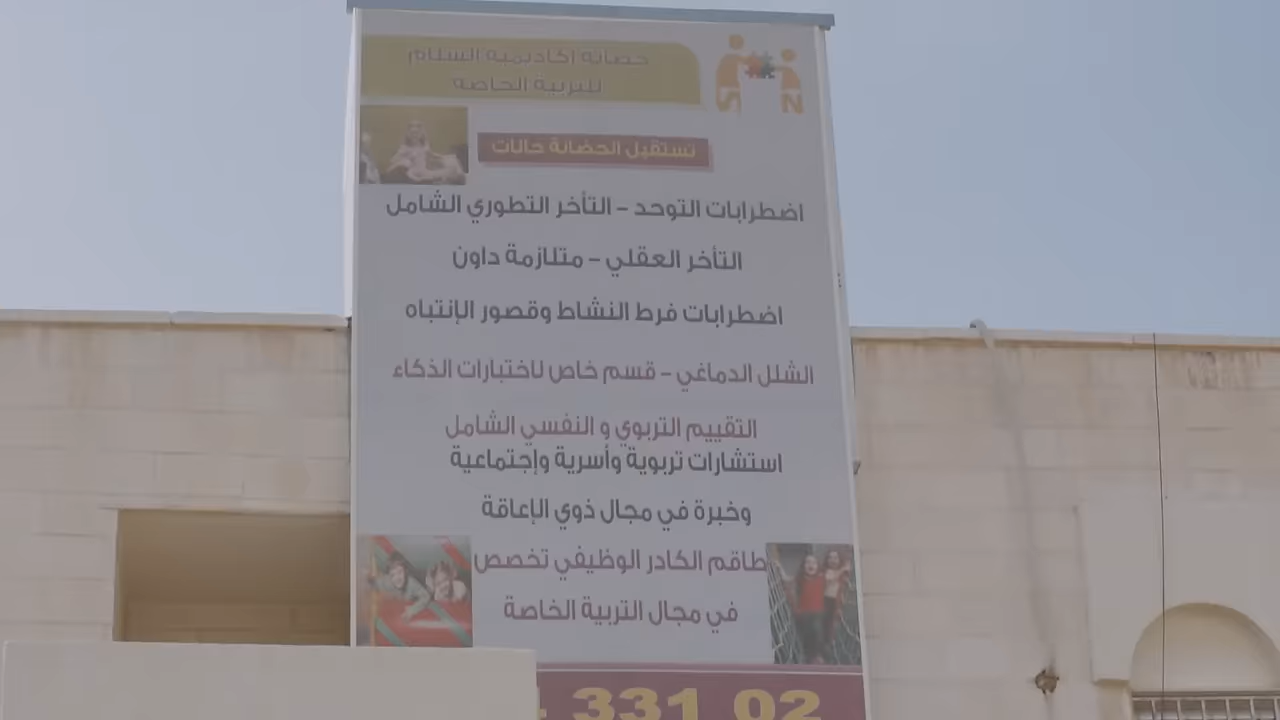 حضانة أكاديمية السلام
للتربية الخاصة
S N
تستقبل الحضانة حالات
اضطرابات التوحد - التأخر التطوري الشامل
التأخر العقلي - متلازمة داون
اضطرابات فرط النشاط وقصور الإنتباه
الشلل الدماغي - قسم خاص لاختبارات الذكاء
التقييم التربوي و النفسي الشامل
استشارات تربوية وأسرية وإجتماعية
وخبرة في مجال ذوي الإعاقة
طاقم الكادر الوظيفي تخصص
في مجال التربية الخاصة
331 02